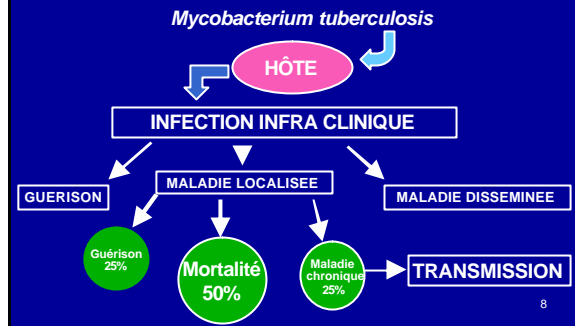 Mycobacterium tuberculosis
HÔTE
INFECTION INFRA CLINIQUE
GUERISON
MALADIE LOCALISEE
MALADIE DISSEMINEE
Guérison
25%
Mortalité
50%
Maladie
chronique
25%
TRANSMISSION
8